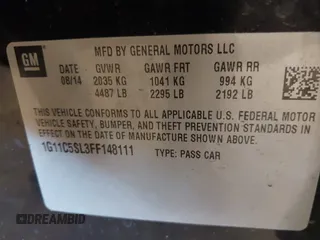 GM
MFD BY GENERAL MOTORS LLC
DATE GVWR GAWR FRT GAWR RR
08/14 2035 KG 1041 KG 994 KG
4487 LB 2295 LB 2192 LB
THIS VEHICLE CONFORMS TO ALL APPLICABLE U.S. FEDERAL MOTOR
VEHICLE SAFETY, BUMPER, AND THEFT PREVENTION STANDARDS IN
EFFECT ON THE DATE OF MANUFACTURE SHOWN ABOVE.
1G11C5SL3FF148111 TYPE: PASS CAR
DREAMBID